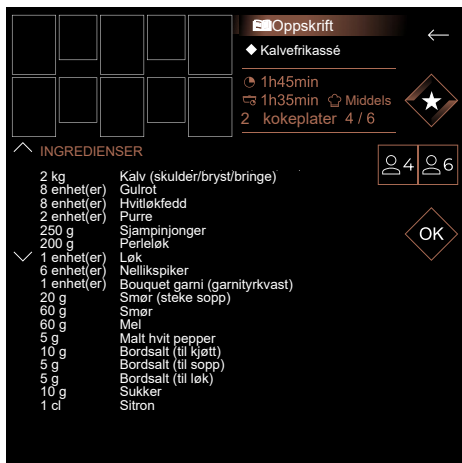 Oppskrift
Kalvefrikassé
1h45min
1h35min Middels
2 kokeplater 4 / 6
INGREDIENSER
4 6
2 kg Kalv (skulder/bryst/bringe)
8 enhet(er) Gulrot
8 enhet(er) Hvitløkfedd
2 enhet(er) Purre
250 g Sjampinjonger
200 g Perleløk
1 enhet(er) Løk
6 enhet(er) Nellikspiker
1 enhet(er) Bouquet garni (garnityrkvast)
20 g Smør (steke sopp)
60 g Smør
60 g Mel
5 g Malt hvit pepper
10 g Bordsalt (til kjøtt)
5 g Bordsalt (til sopp)
5 g Bordsalt (til løk)
10 g Sukker
1 cl Sitron
OK